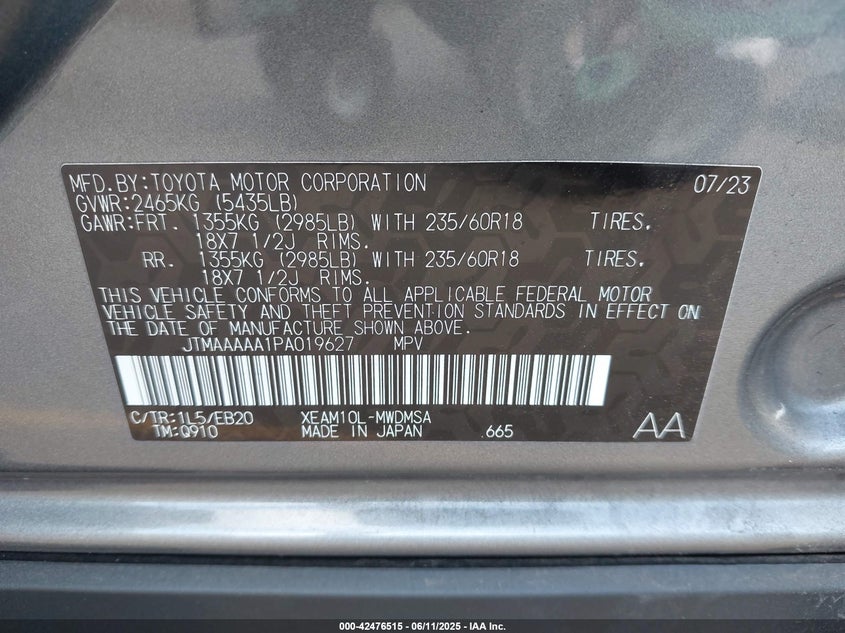 MFD.BY:TOYOTA MOTOR CORPORATION 07/23
GVWR:2465KG (5435LB)
GAWR:FRT. 1355KG (2985LB) WITH 235/60R18 TIRES.
18X7 1/2J RIMS.
RR. 1355KG (2985LB) WITH 235/60R18 TIRES,
18X7 1/2J RIMS.
THIS VEHICLE CONFORMS TO ALL APPLICABLE FEDERAL MOTOR
VEHICLE SAFETY AND THEFT PREVENTION STANDARDS IN EFFECT ON
THE DATE OF MANUFACTURE SHOWN ABOVE.
JTMAAAAA1PA019627 MPV
C/TR:1L5/EB20 XEAM10L-MWDMSA
TM:Q910 MADE IN JAPAN .665 AA
000-42476515 - 06/11/2025 - IAA Inc.